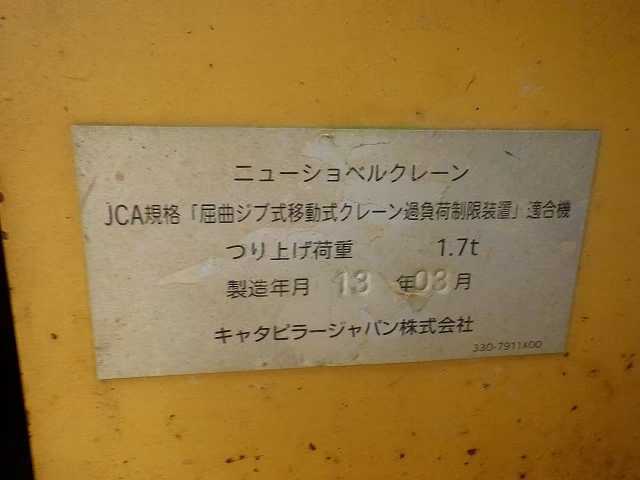 ニューショベルクレーン
JCA規格「屈曲ジブ式移動式クレーン過負荷制限装置」適合機
つり上げ荷重 1.7t
製造年月 13 年03月
キャタピラージャパン株式会社
330-7911A00